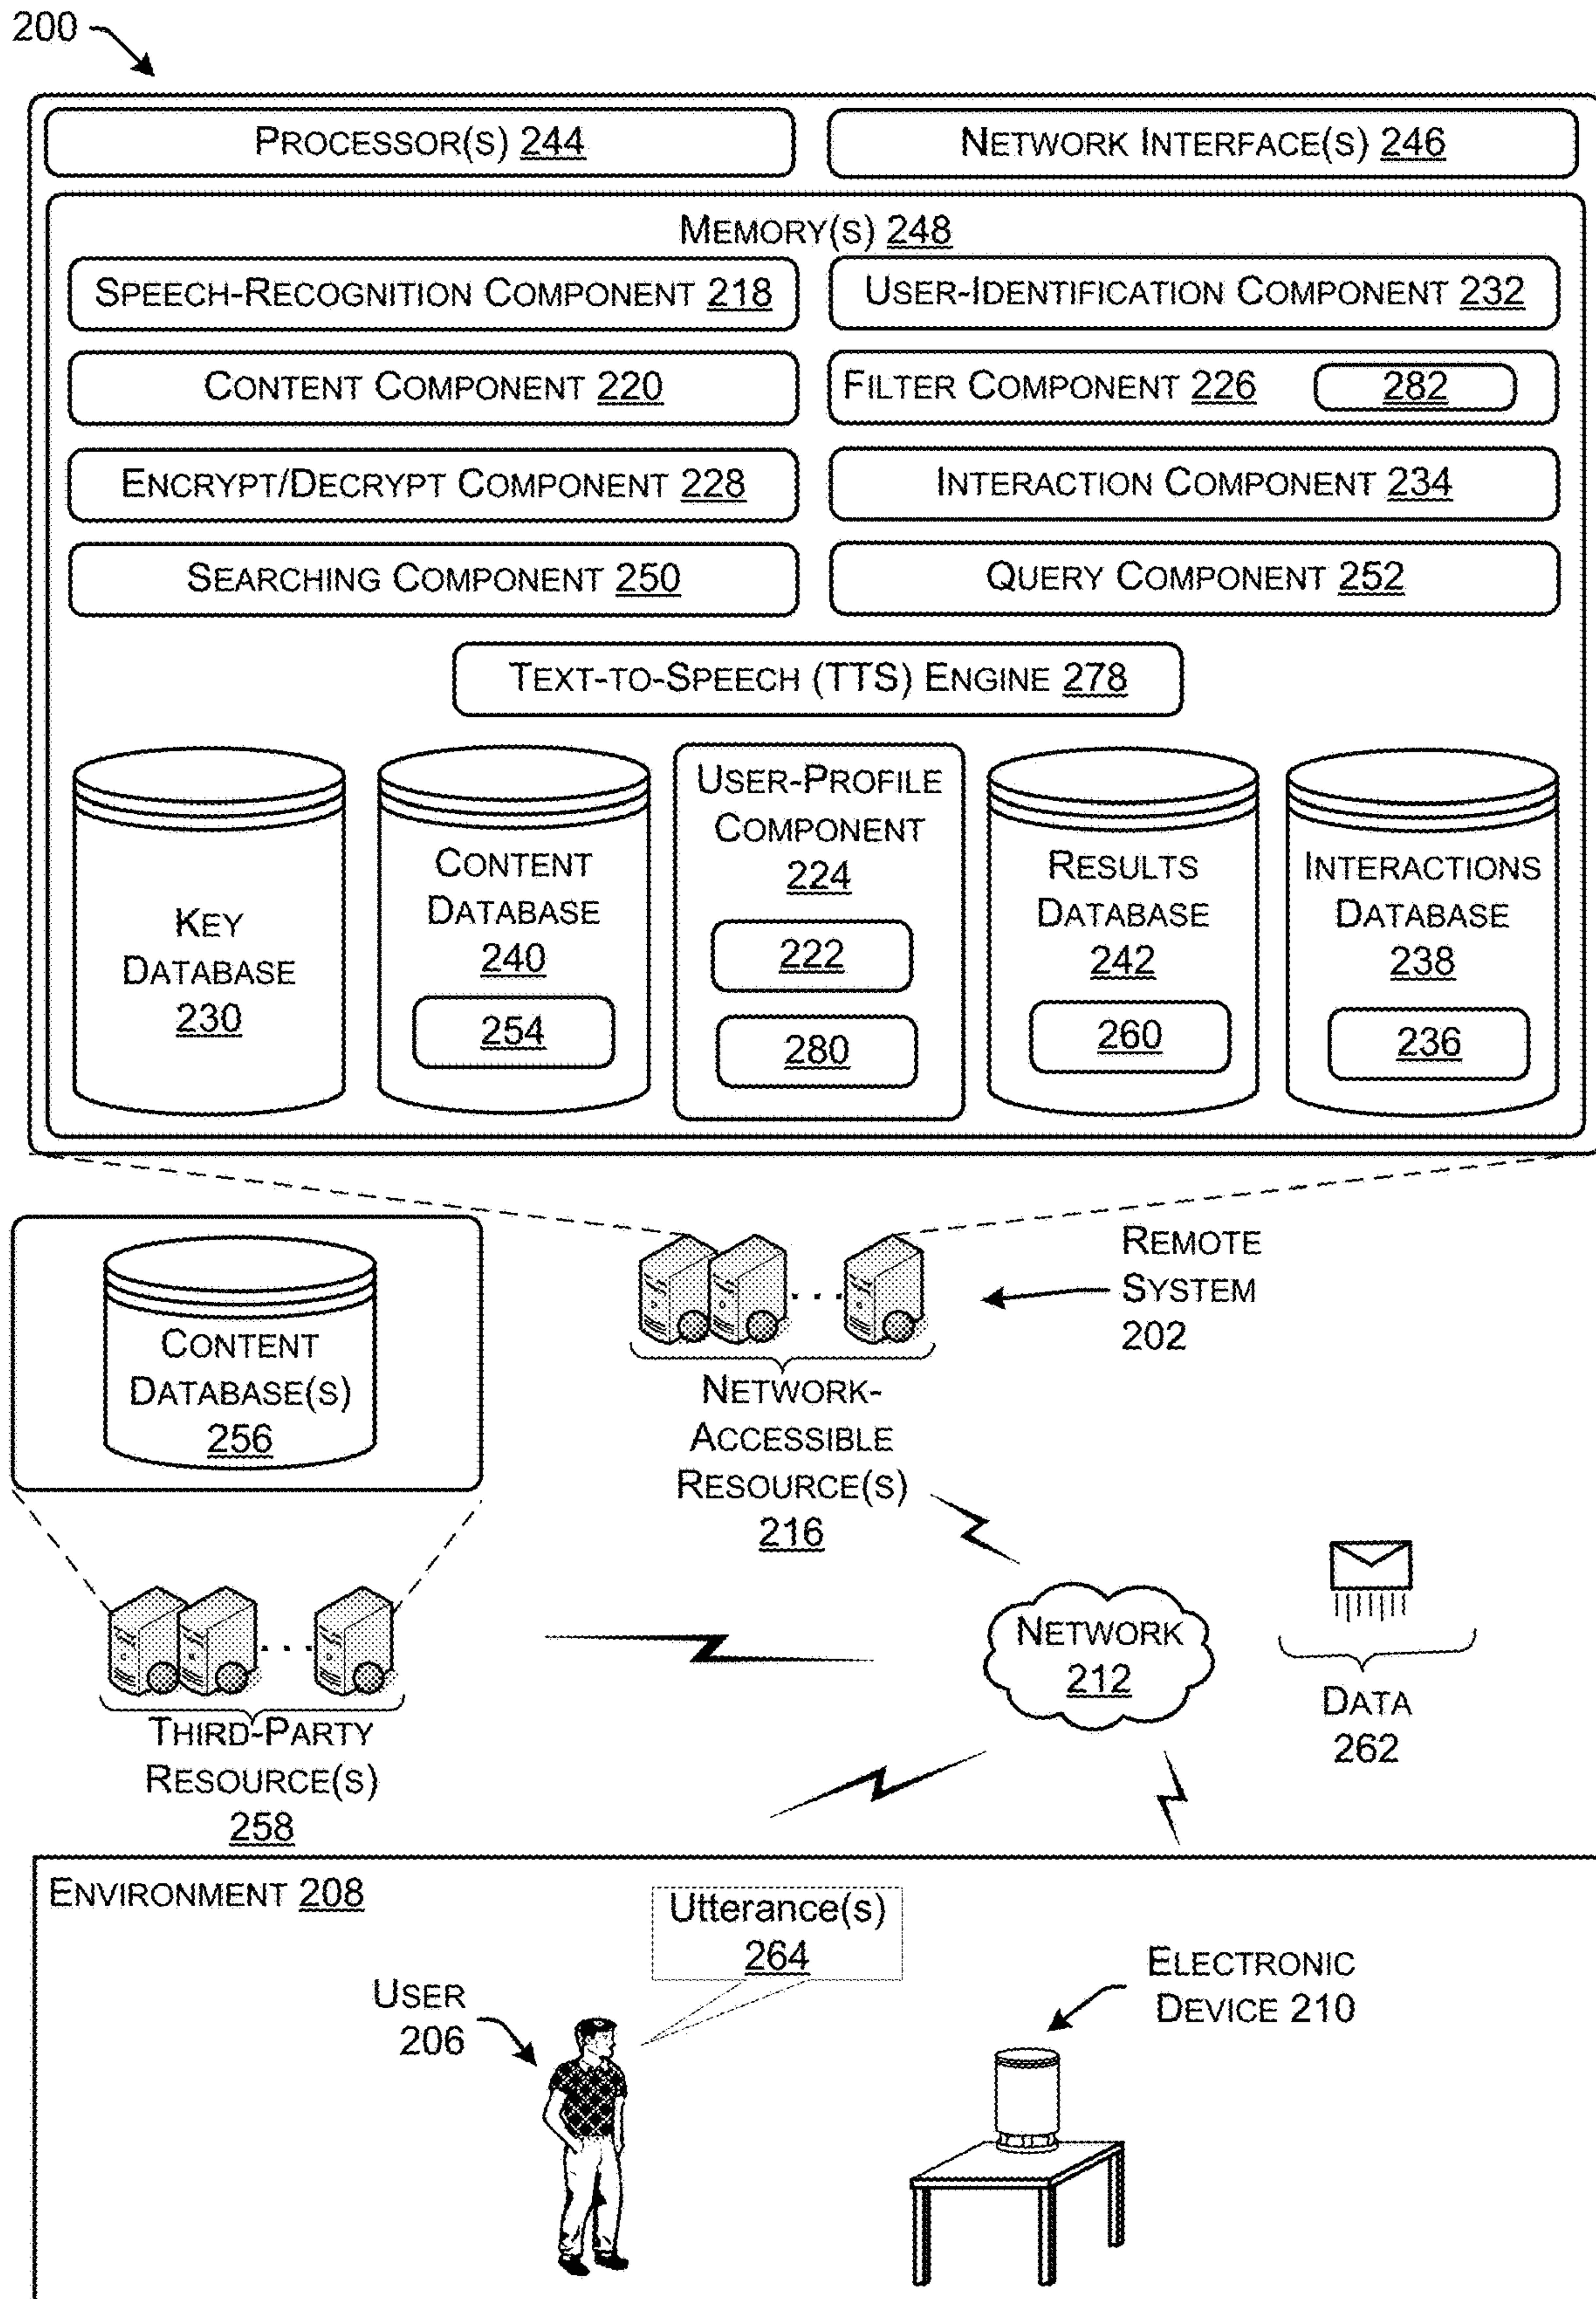 200
PROCESSOR(S) 244
NETWORK INTERFACE(S) 246
MEMORY(S) 248
SPEECH-RECOGNITION COMPONENT 218
USER-IDENTIFICATION COMPONENT 232
CONTENT COMPONENT 220
FILTER COMPONENT 226
282
ENCRYPT/DECRYPT COMPONENT 228
INTERACTION COMPONENT 234
SEARCHING COMPONENT 250
QUERY COMPONENT 252
TEXT-TO-SPEECH (TTS) ENGINE 278
KEY
DATABASE
230
CONTENT
DATABASE
240
254
USER-PROFILE
COMPONENT
224
222
280
RESULTS
DATABASE
242
260
INTERACTIONS
DATABASE
238
236
CONTENT
DATABASE(S)
256
REMOTE
SYSTEM
202
NETWORK-
ACCESSIBLE
RESOURCE(S)
216
THIRD-PARTY
RESOURCE(S)
258
NETWORK
212
DATA
262
ENVIRONMENT 208
Utterance(s)
264
USER
206
ELECTRONIC
DEVICE 210